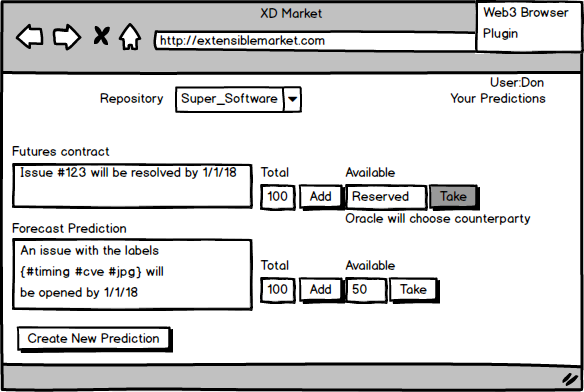 XD Market
Web3 Browser
Plugin
http://extensiblemarket.com
User:Don
Repository Super_Software Your Predictions
Futures contract
Issue #123 will be resolved by 1/1/18
Total Available
100 Add Reserved Take
Oracle will choose counterparty
Forecast Prediction
An issue with the labels
{#timing #cve #jpg} will
be opened by 1/1/18
Total Available
100 Add 50 Take
Create New Prediction